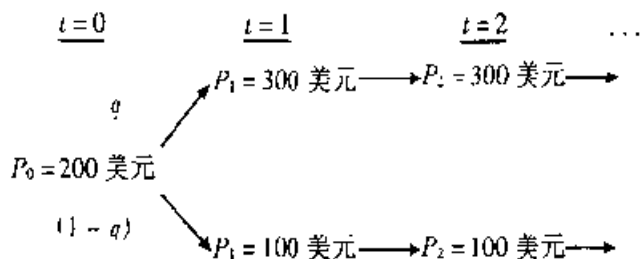 t=0 t=1 t=2 ...
P₁=300 美元 P₂=300 美元
q
P₀=200 美元
(1-q)
P₁=100 美元 P₂=100 美元